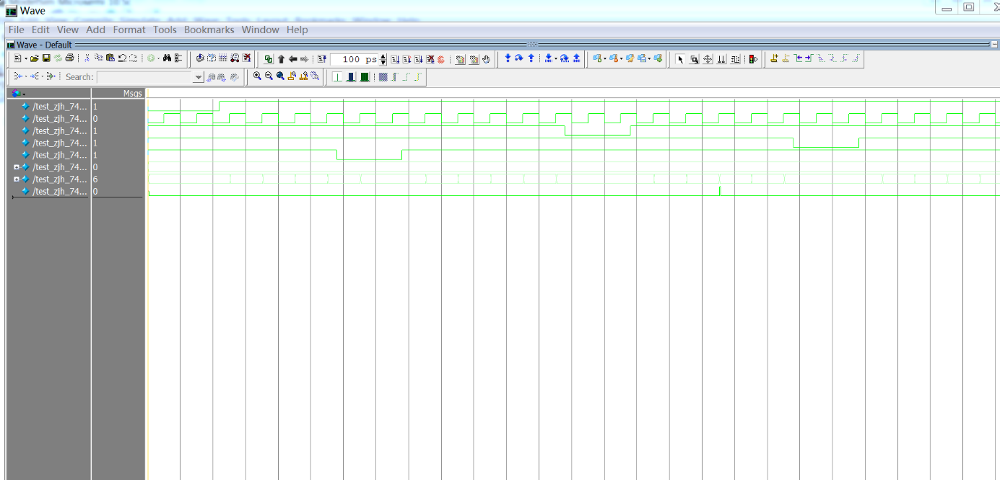 Wave
File Edit View Add Format Tools Bookmarks Window Help
Wave - Default
100 ps
Search:
Msgs
/test_zjh_74... 1
/test_zjh_74... 0
/test_zjh_74... 1
/test_zjh_74... 1
/test_zjh_74... 1
/test_zjh_74... 0
/test_zjh_74... 6
/test_zjh_74... 0